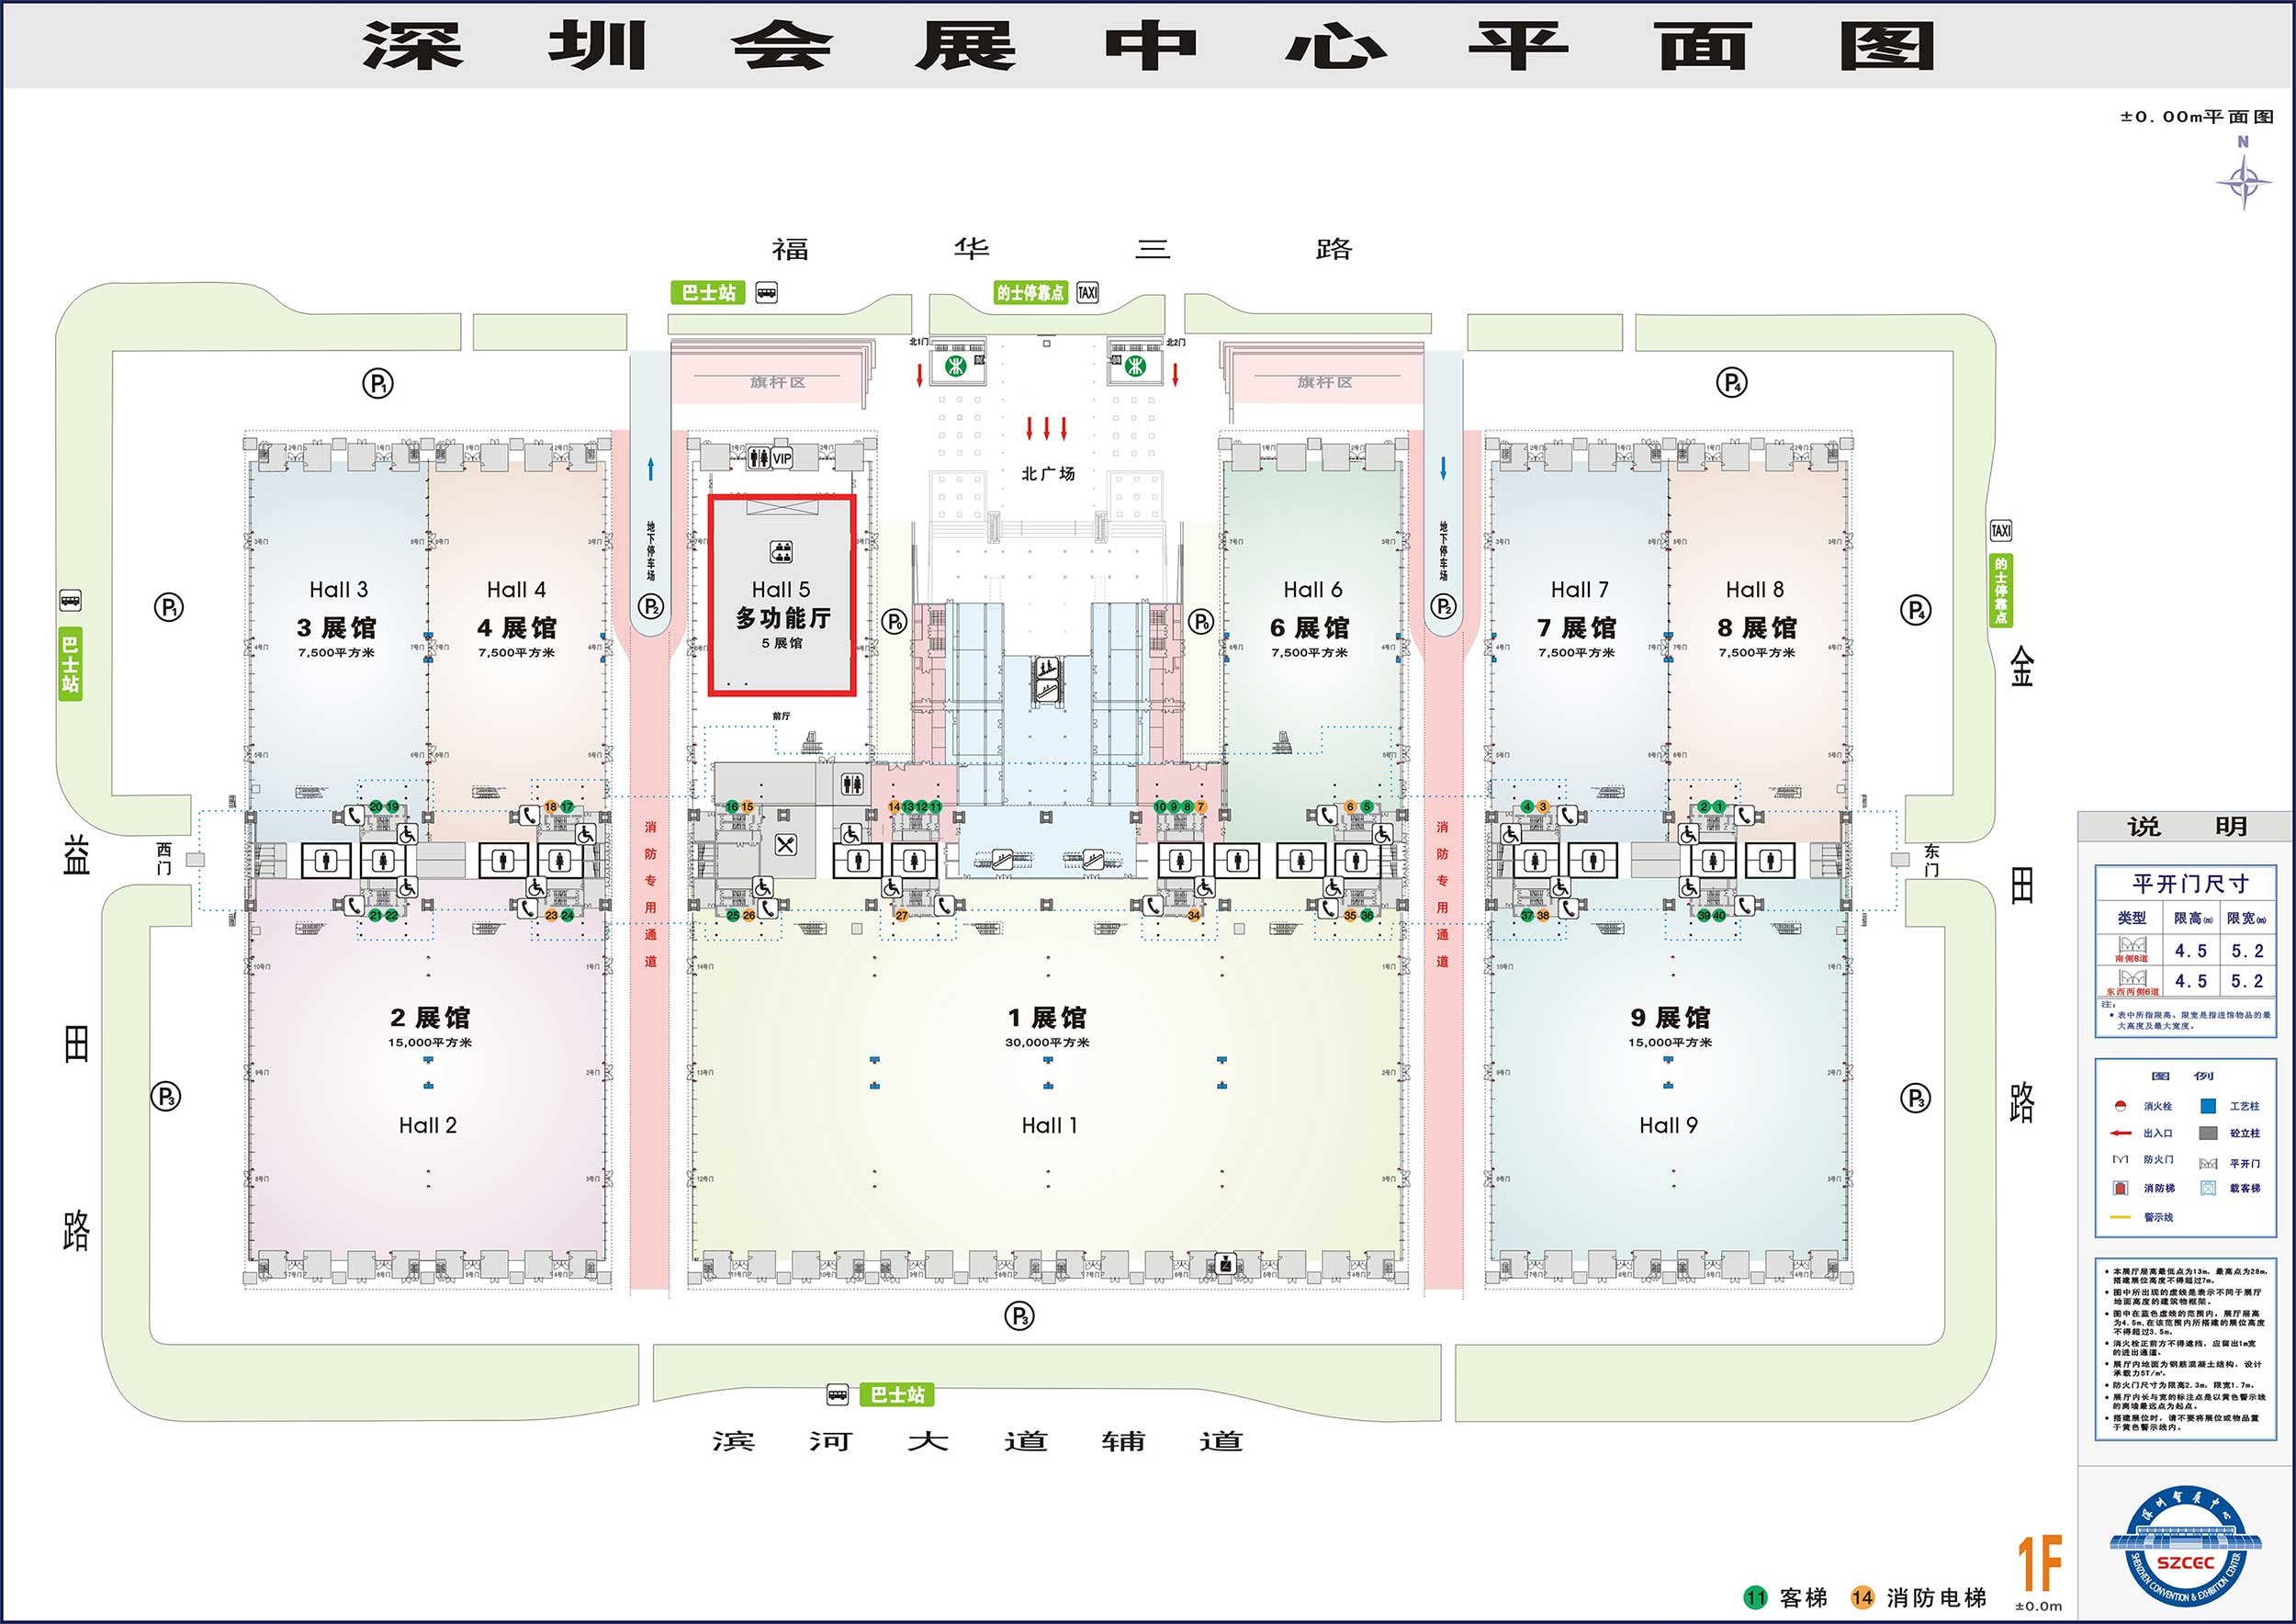 深圳会展中心平面图
±0.00m平面图
N
福华三路
巴士站
的士停靠点 TAXI
北1门
北2门
旗杆区
旗杆区
P1
P4
北广场
VIP
地下停车场
P2
地下停车场
P2
Hall 3
3 展馆
7,500平方米
Hall 4
4 展馆
7,500平方米
Hall 5
多功能厅
5 展馆
前厅
Hall 6
6 展馆
7,500平方米
Hall 7
7 展馆
7,500平方米
Hall 8
8 展馆
7,500平方米
P1
P0
P0
P4
巴士站
TAXI
的士停靠点
20 19
18 17
16 15
14 13 12 11
10 9 8 7
6 5
4 3
2 1
西门
东门
消防专用通道
消防专用通道
21 22
23 24
25 26
27
34
35 36
37 38
39 40
2 展馆
15,000平方米
Hall 2
1 展馆
30,000平方米
Hall 1
9 展馆
15,000平方米
Hall 9
P3
P3
P3
益田路
金田路
巴士站
滨河大道辅道
说 明
平开门尺寸
类型 限高(m) 限宽(m)
南侧8道 4.5 5.2
东西两侧6道 4.5 5.2
注:
• 表中所指限高、限宽是指进馆物品的最
大高度及最大宽度。
图 例
消火栓 工艺柱
出入口 砼立柱
防火门 平开门
消防梯 载客梯
警示线
• 本展厅层高最低点为13m, 最高点为28m,
搭建展位高度不得超过7m。
• 图中所出现的虚线是表示不同于展厅
地面高度的建筑物框架。
• 图中在蓝色虚线的范围内, 展厅层高
为4.5m,在该范围内所搭建的展位高度
不得超过3.5m。
• 消火栓正前方不得遮挡, 应留出1m宽
的进出通道。
• 展厅内地面为钢筋混凝土结构, 设计
承载力5T/㎡。
• 防火门尺寸为限高2.3m, 限宽1.7m。
• 展厅内长与宽的标注点是以黄色警示线
的离墙最远点为起点。
• 搭建展位时, 请不要将展位或物品置
于黄色警示线内。
深圳会展中心
SZCEC
SHENZHEN CONVENTION & EXHIBITION CENTER
11 客梯 14 消防电梯
1F
±0.0m